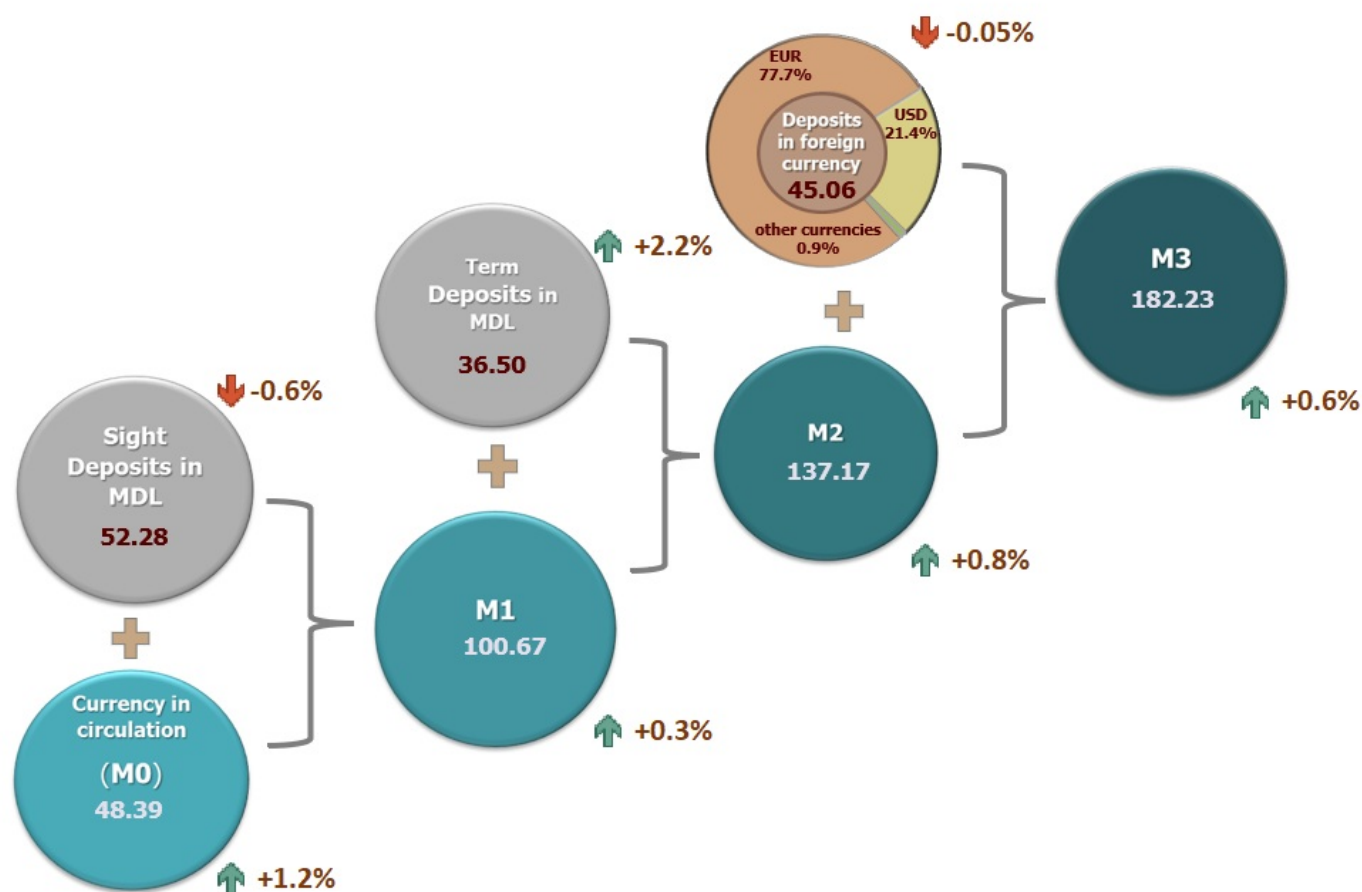 -0.05%
EUR
77.7%
USD
21.4%
Deposits
in foreign
currency
45.06
other currencies
0.9%
M3
182.23
+0.6%
Term
Deposits in
MDL
36.50
+2.2%
M2
137.17
+0.8%
Sight
Deposits in
MDL
52.28
-0.6%
M1
100.67
+0.3%
Currency in
circulation
(M0)
48.39
+1.2%